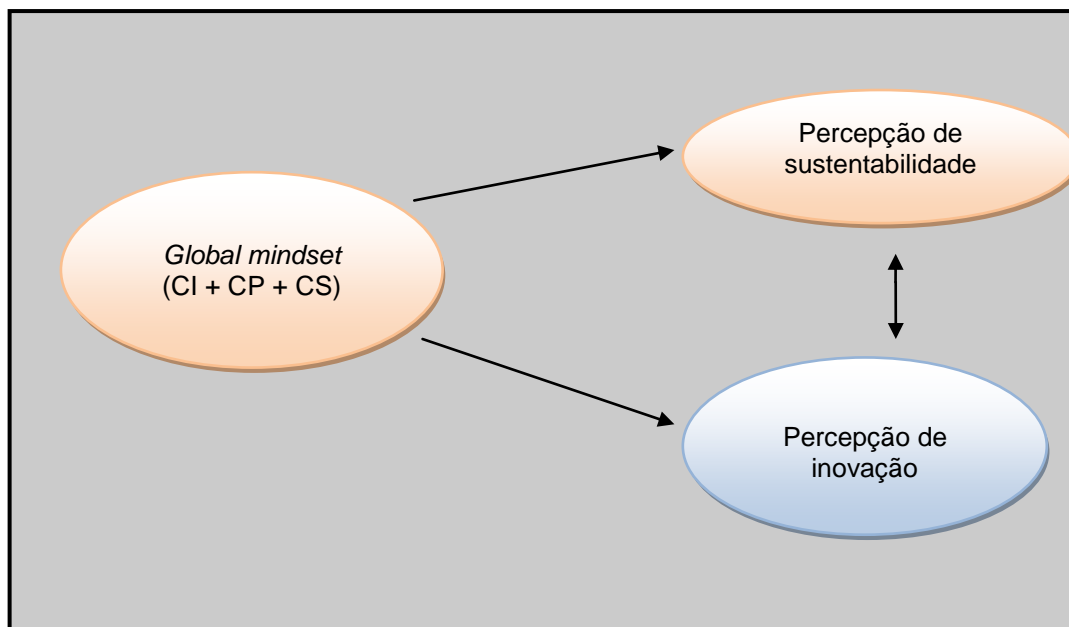 Global mindset
(CI + CP + CS)
Percepção de
sustentabilidade
Percepção de
inovação